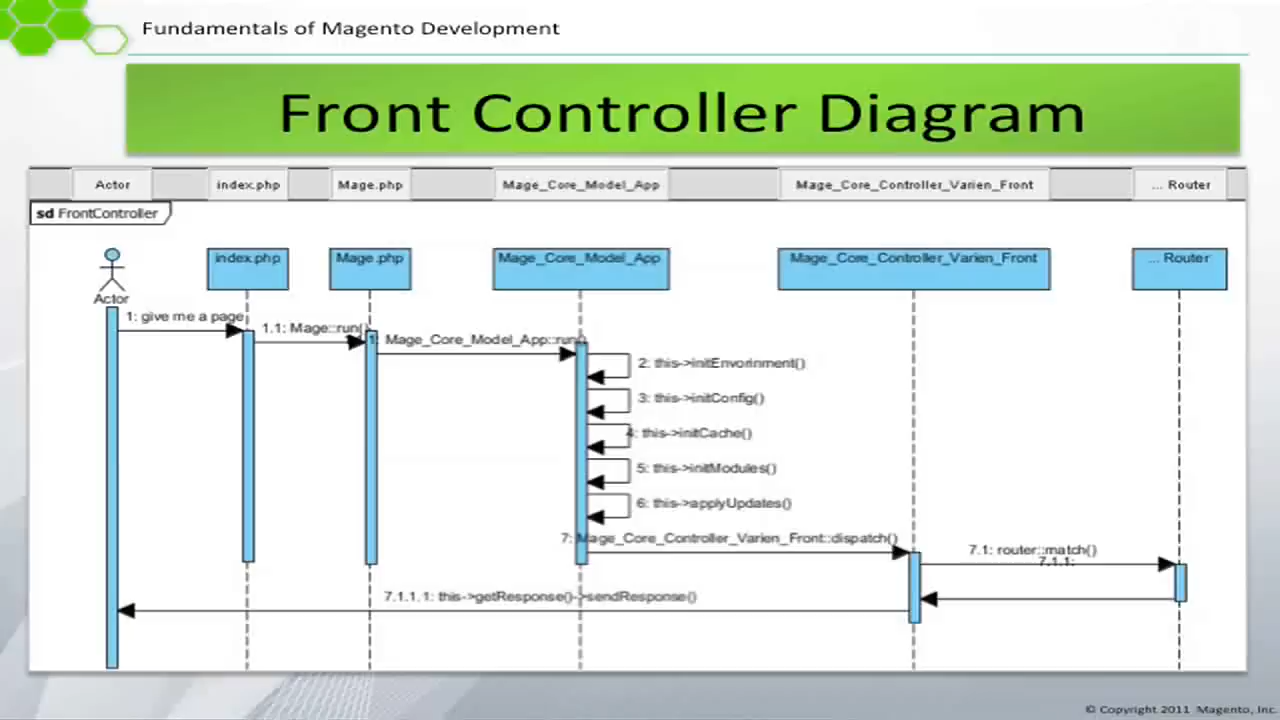 Fundamentals of Magento Development
Front Controller Diagram
Actor index.php Mage.php Mage_Core_Model_App Mage_Core_Controller_Varien_Front ... Router
sd FrontController
index.php Mage.php Mage_Core_Model_App Mage_Core_Controller_Varien_Front ... Router
Actor
1: give me a page
1.1: Mage::run()
1: Mage_Core_Model_App::run()
2: this->initEnvorinment()
3: this->initConfig()
4: this->initCache()
5: this->initModules()
6: this->applyUpdates()
7: Mage_Core_Controller_Varien_Front::dispatch()
7.1: router::match()
7.1.1:
7.1.1.1: this->getResponse()->sendResponse()
© Copyright 2011 Magento, Inc.